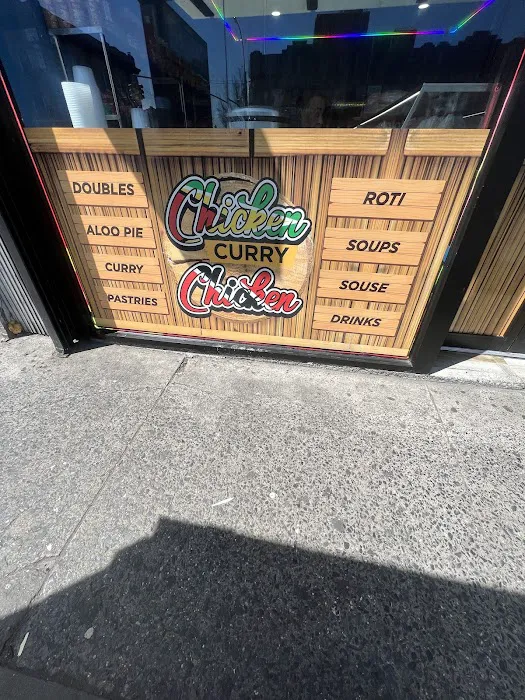 DOUBLES
ALOO PIE
CURRY
PASTRIES
Chicken
CURRY
Chicken
ROTI
SOUPS
SOUSE
DRINKS